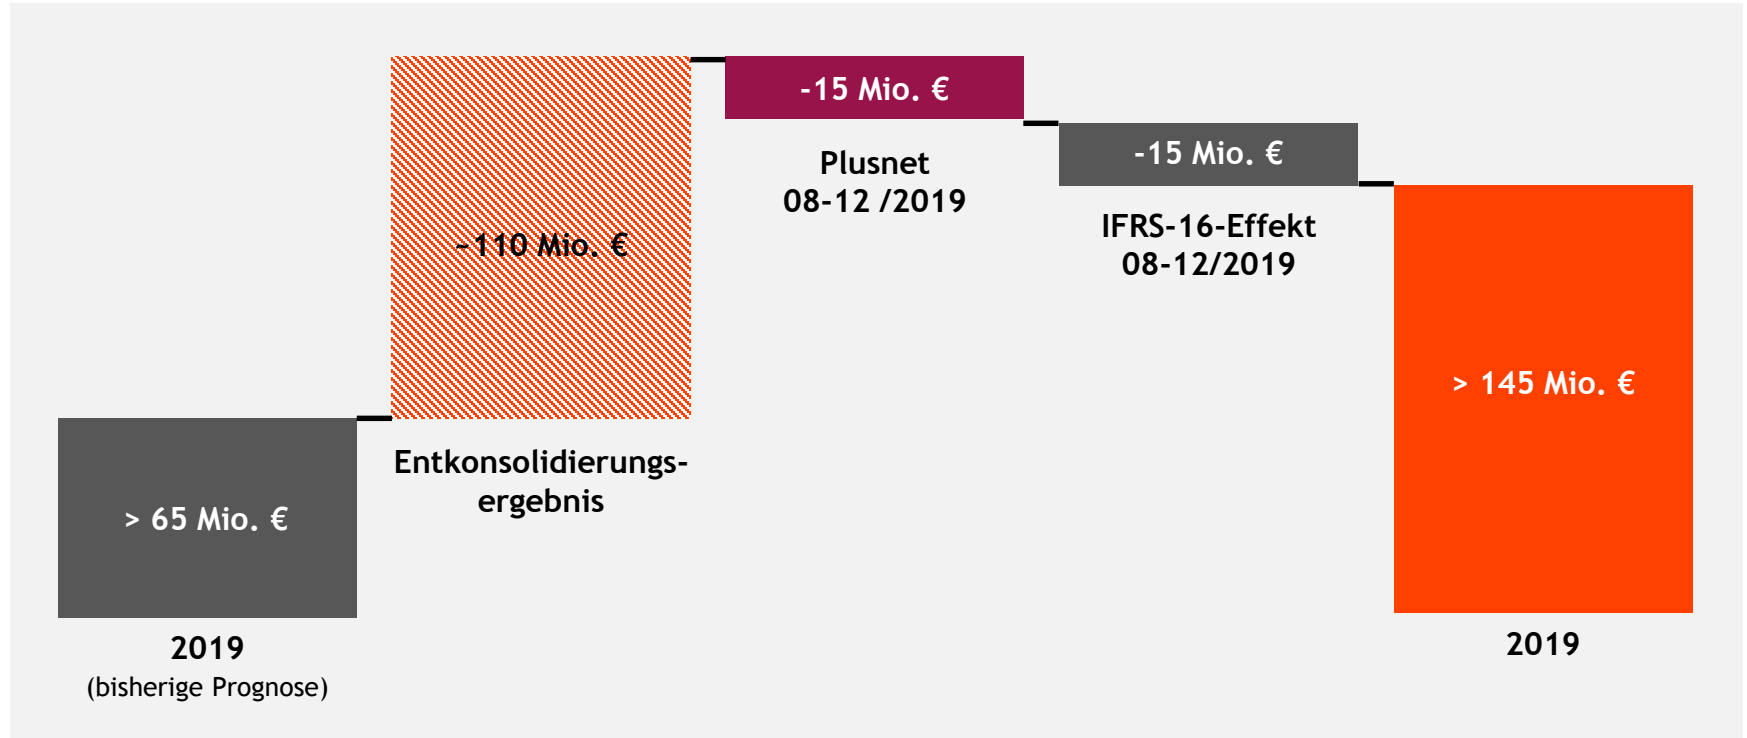 > 65 Mio. €
2019
(bisherige Prognose)
~110 Mio. €
Entkonsolidierungs-
ergebnis
-15 Mio. €
Plusnet
08-12 /2019
-15 Mio. €
IFRS-16-Effekt
08-12/2019
> 145 Mio. €
2019